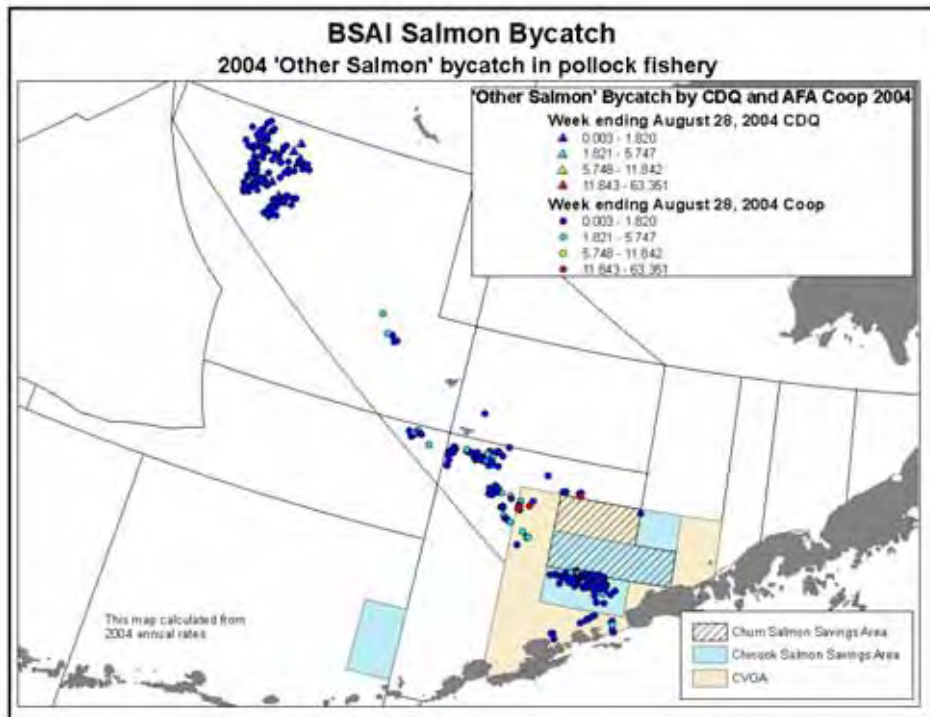 BSAI Salmon Bycatch
2004 'Other Salmon' bycatch in pollock fishery
'Other Salmon' Bycatch by CDQ and AFA Coop 2004
Week ending August 28, 2004 CDQ
0.003 - 1.820
1.821 - 5.747
5.748 - 11.842
11.843 - 63.351
Week ending August 28, 2004 Coop
0.003 - 1.820
1.821 - 5.747
5.748 - 11.842
11.843 - 63.351
This map calculated from
2004 annual rates
Chum Salmon Savings Area
Chinook Salmon Savings Area
CVOA